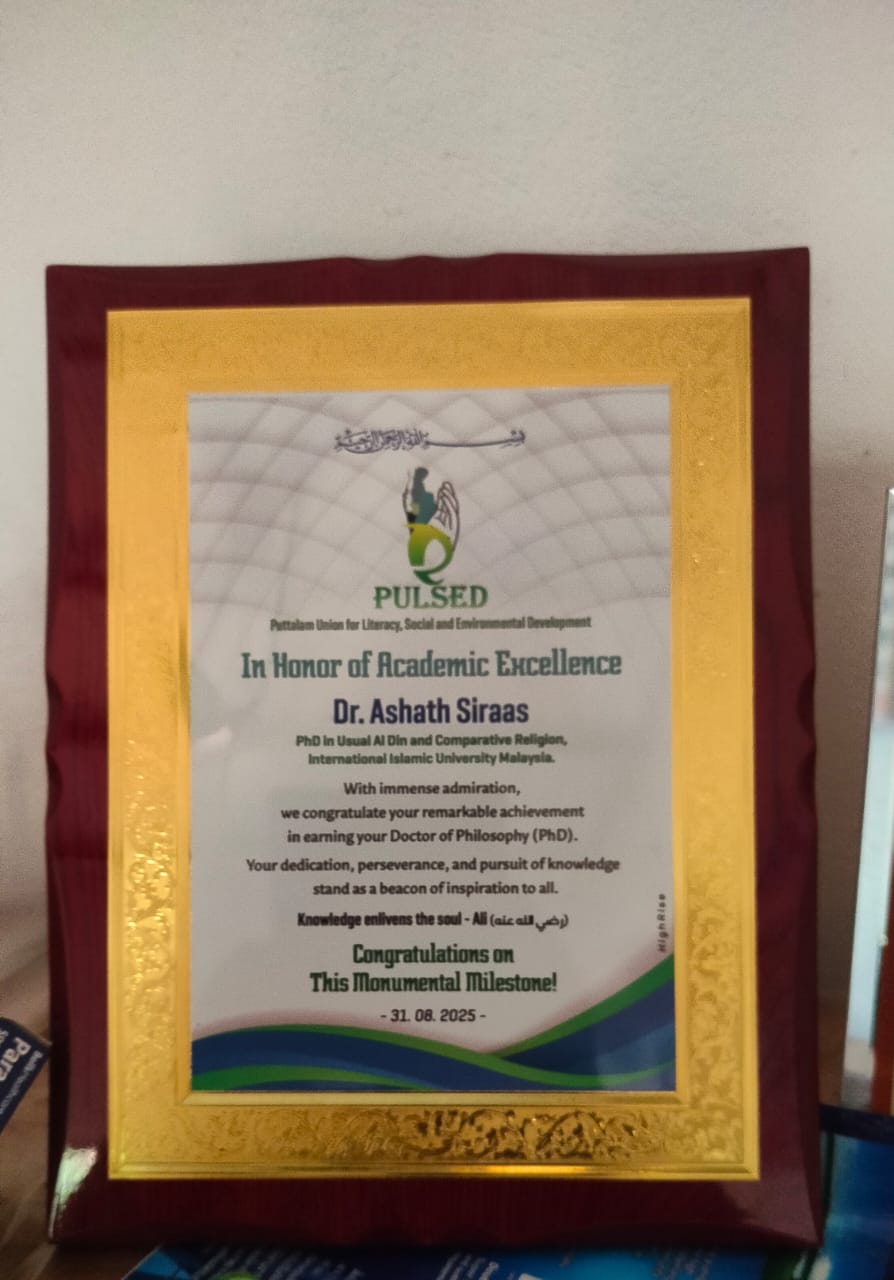 بسم الله الرحمن الرحيم
PULSED
Puttalam Union for Literacy, Social and Environmental Development
In Honor of Academic Excellence
Dr. Ashath Siraas
PhD in Usual Al Din and Comparative Religion,
International Islamic University Malaysia.
With immense admiration,
we congratulate your remarkable achievement
in earning your Doctor of Philosophy (PhD).
Your dedication, perseverance, and pursuit of knowledge
stand as a beacon of inspiration to all.
Knowledge enlivens the soul - Ali (رضي الله عنه)
HighRise
Congratulations on
This Monumental Milestone!
- 31. 08. 2025 -
Para